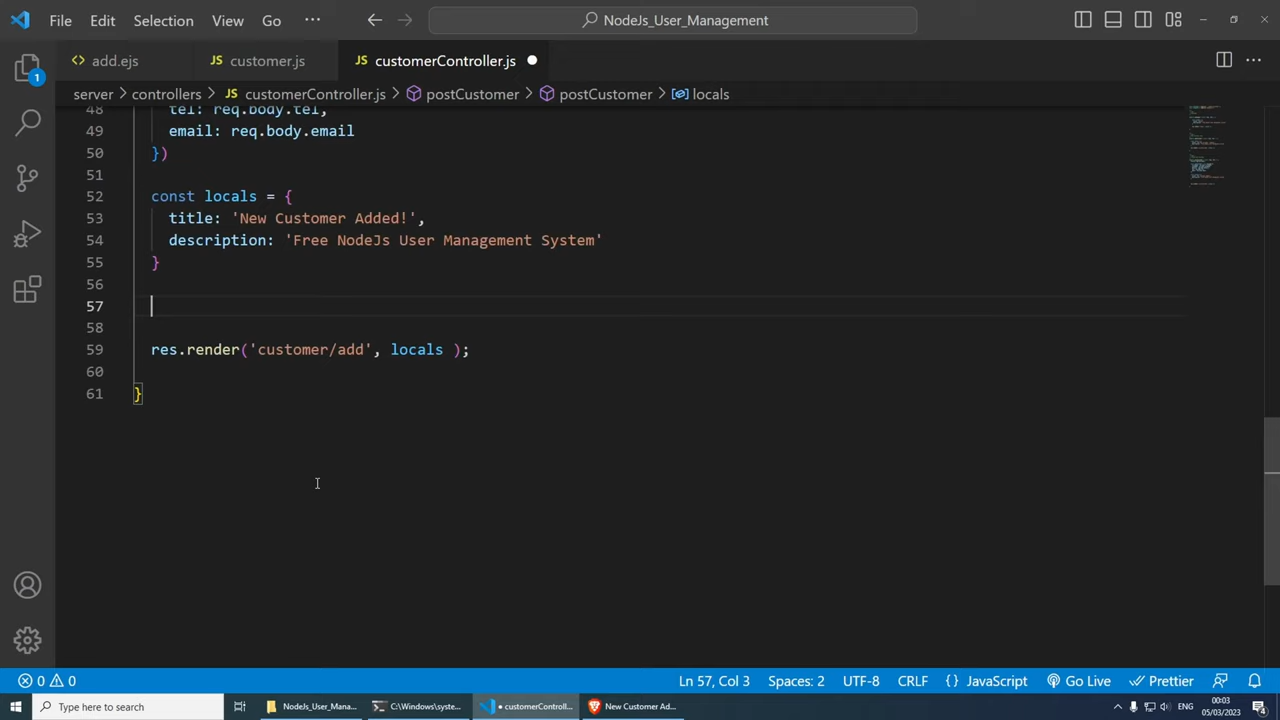 File Edit Selection View Go ··· NodeJs_User_Management
add.ejs JS customer.js JS customerController.js
server > controllers > JS customerController.js > postCustomer > postCustomer > locals
48 tel: req.body.tel,
49 email: req.body.email
50 })
51
52 const locals = {
53 title: 'New Customer Added!',
54 description: 'Free NodeJs User Management System'
55 }
56
57
58
59 res.render('customer/add', locals );
60
61 }
1
0 0 Ln 57, Col 3 Spaces: 2 UTF-8 CRLF {} JavaScript Go Live Prettier
Type here to search NodeJs_User_Mana... C:\Windows\syste... ● customerControll... New Customer Ad... ENG 00:03
05/03/2023